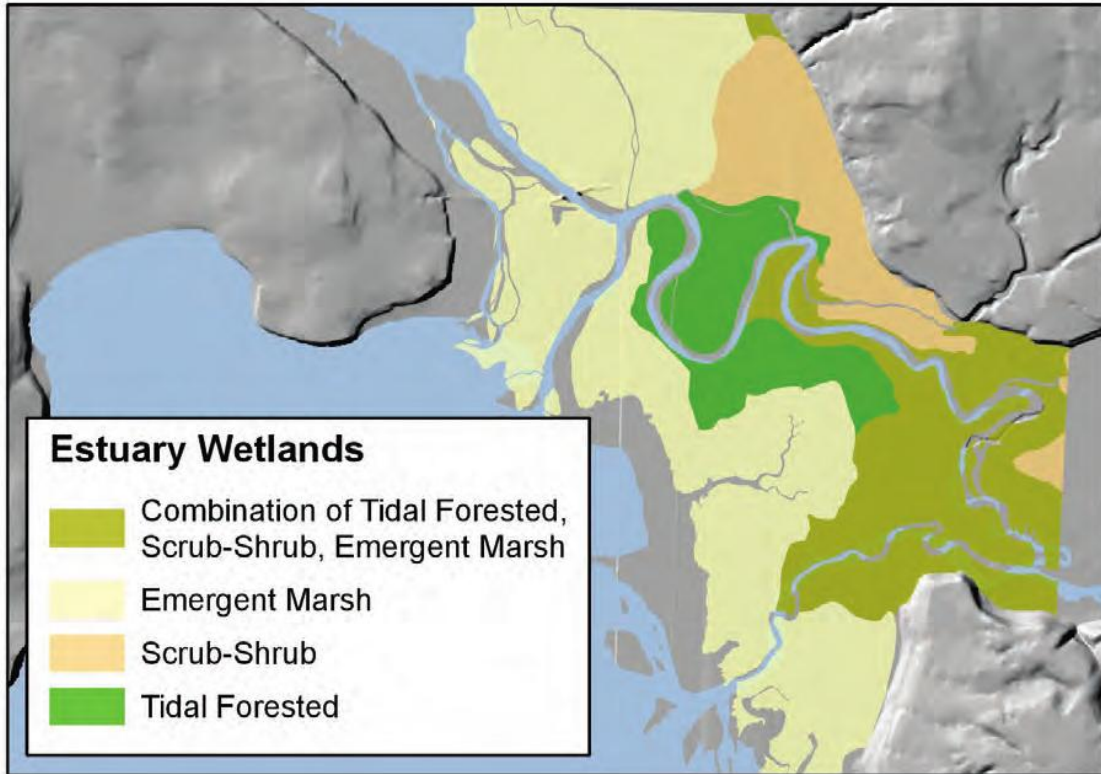 Estuary Wetlands
Combination of Tidal Forested,
Scrub-Shrub, Emergent Marsh
Emergent Marsh
Scrub-Shrub
Tidal Forested